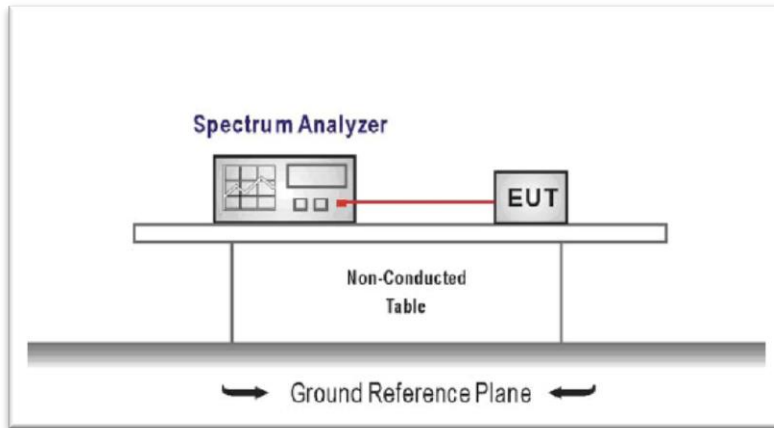 Spectrum Analyzer
EUT
Non-Conducted
Table
Ground Reference Plane